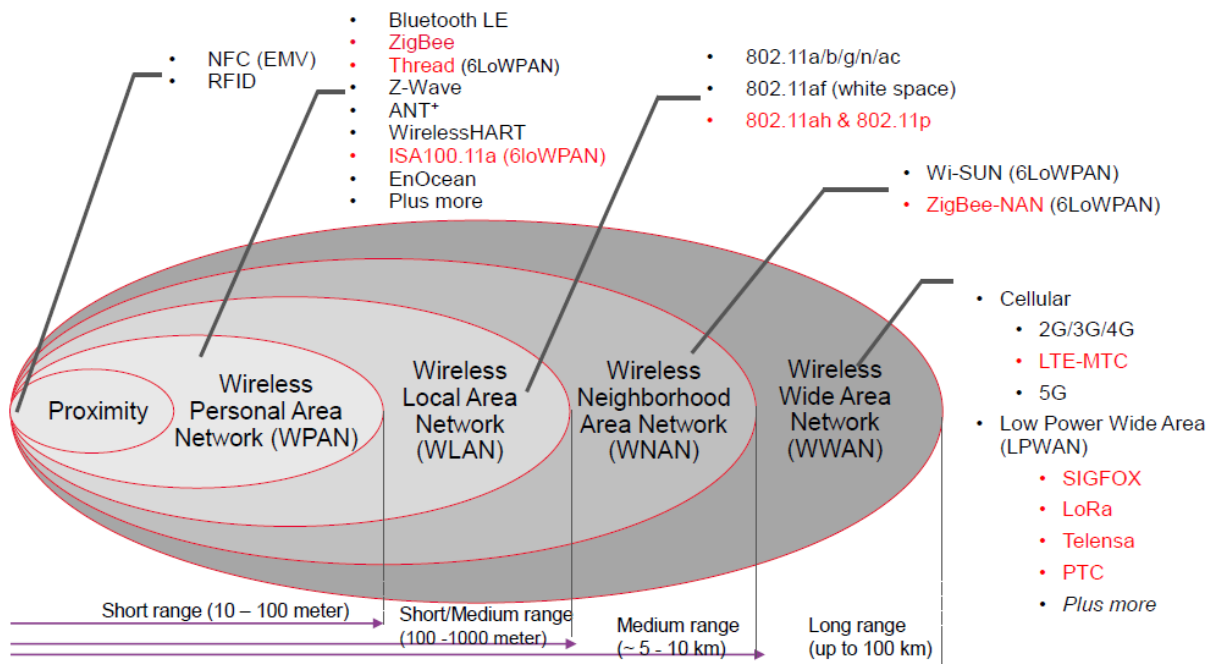 • NFC (EMV)
• RFID
• Bluetooth LE
• ZigBee
• Thread (6LoWPAN)
• Z-Wave
• ANT⁺
• WirelessHART
• ISA100.11a (6loWPAN)
• EnOcean
• Plus more
• 802.11a/b/g/n/ac
• 802.11af (white space)
• 802.11ah & 802.11p
• Wi-SUN (6LoWPAN)
• ZigBee-NAN (6LoWPAN)
• Cellular
• 2G/3G/4G
• LTE-MTC
• 5G
• Low Power Wide Area
(LPWAN)
• SIGFOX
• LoRa
• Telensa
• PTC
• Plus more
Proximity
Wireless
Personal Area
Network (WPAN)
Wireless
Local Area
Network
(WLAN)
Wireless
Neighborhood
Area Network
(WNAN)
Wireless
Wide Area
Network
(WWAN)
Short range (10 – 100 meter)
Short/Medium range
(100 -1000 meter)
Medium range
(~ 5 - 10 km)
Long range
(up to 100 km)